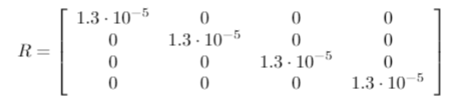 R = [ 1.3 · 10⁻⁵ 0 0 0
0 1.3 · 10⁻⁵ 0 0
0 0 1.3 · 10⁻⁵ 0
0 0 0 1.3 · 10⁻⁵ ]